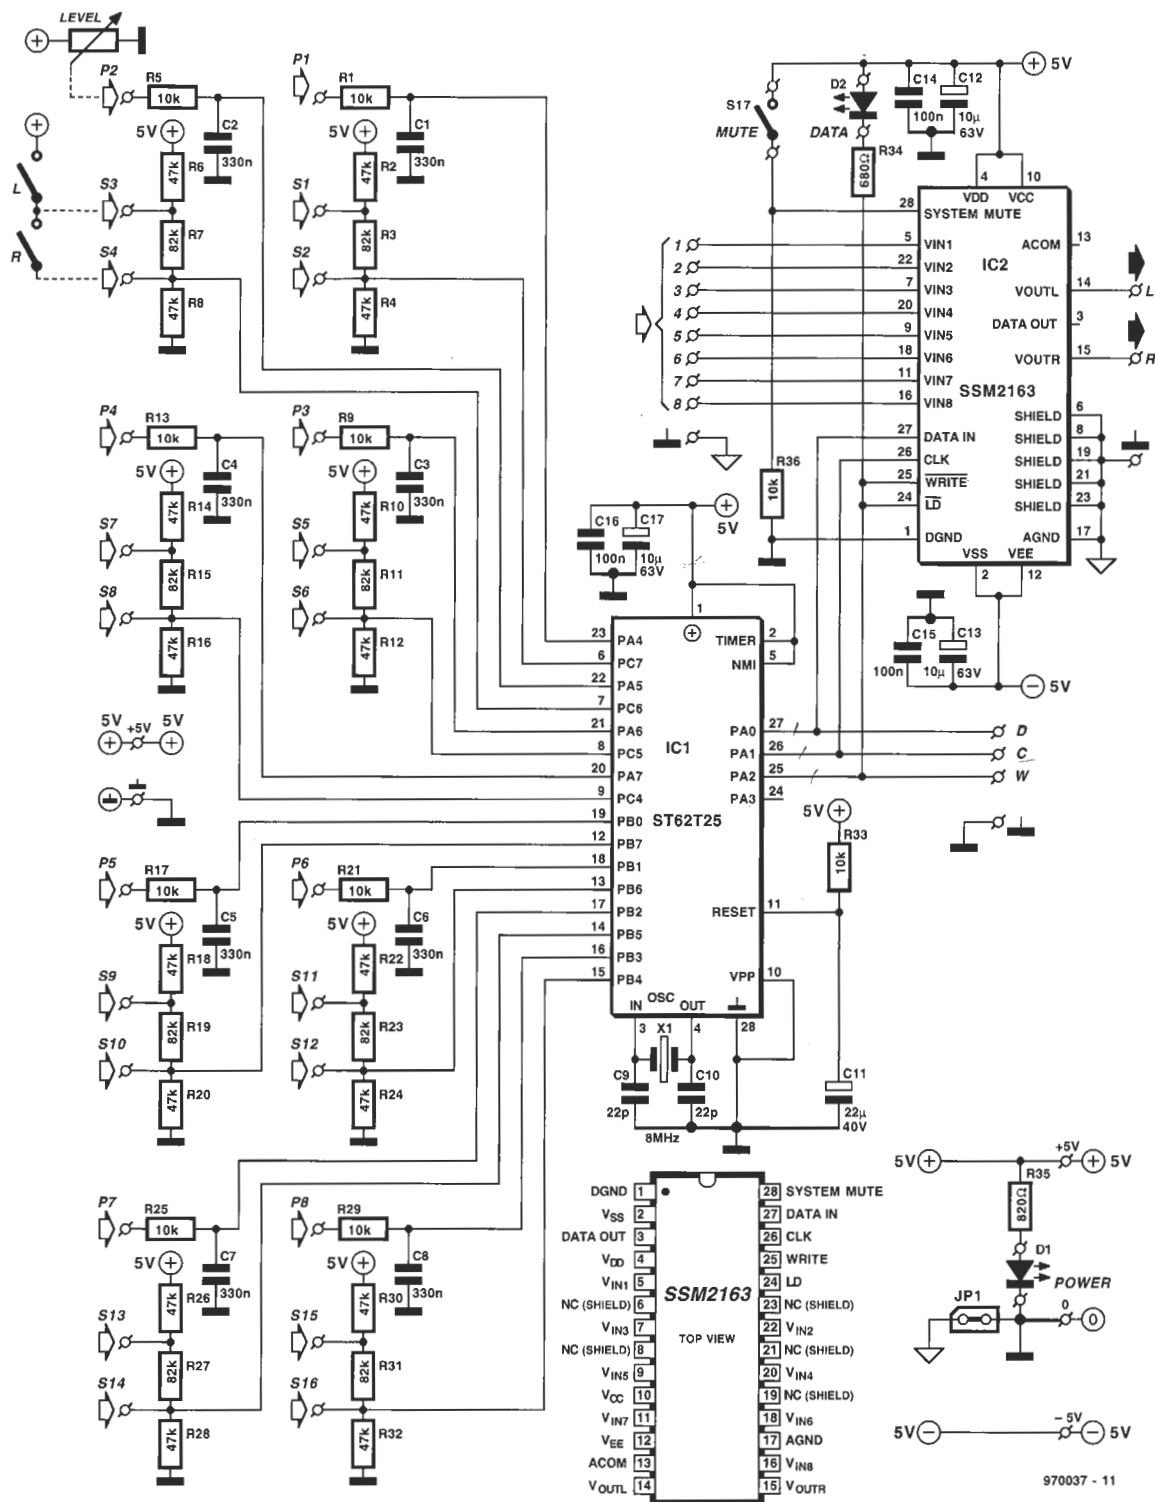 LEVEL
P2
R5
10k
C2
330n
5V
R6
47k
L
S3
R7
82k
R
S4
R8
47k
P1
R1
10k
C1
330n
5V
R2
47k
S1
R3
82k
S2
R4
47k
P4
R13
10k
C4
330n
5V
R14
47k
S7
R15
82k
S8
R16
47k
P3
R9
10k
C3
330n
5V
R10
47k
S5
R11
82k
S6
R12
47k
5V +5V 5V
P5
R17
10k
C5
330n
5V
R18
47k
S9
R19
82k
S10
R20
47k
P6
R21
10k
C6
330n
5V
R22
47k
S11
R23
82k
S12
R24
47k
P7
R25
10k
C7
330n
5V
R26
47k
S13
R27
82k
S14
R28
47k
P8
R29
10k
C8
330n
5V
R30
47k
S15
R31
82k
S16
R32
47k
S17
MUTE
D2
DATA
R34
680Ω
C14
100n
C12
10µ
63V
5V
4 10
VDD VCC
28 SYSTEM MUTE
1 5 VIN1
2 22 VIN2
3 7 VIN3
4 20 VIN4
5 9 VIN5
6 18 VIN6
7 11 VIN7
8 16 VIN8
27 DATA IN
26 CLK
25 WRITE
24 LD
1 DGND
IC2
SSM2163
ACOM 13
VOUTL 14 L
DATA OUT 3
VOUTR 15 R
SHIELD 6
SHIELD 8
SHIELD 19
SHIELD 21
SHIELD 23
AGND 17
VSS VEE
2 12
R36
10k
C16
100n
C17
10µ
63V
5V
C15
100n
C13
10µ
63V
5V
1
23 PA4
6 PC7
22 PA5
7 PC6
21 PA6
8 PC5
20 PA7
9 PC4
19 PB0
12 PB7
18 PB1
13 PB6
17 PB2
14 PB5
16 PB3
15 PB4
IC1
ST62T25
TIMER 2
NMI 5
PA0 27 D
PA1 26 C
PA2 25 W
PA3 24
RESET 11
VPP 10
OSC
IN OUT
3 4 28
5V
R33
10k
X1
C9
22p
C10
22p
8MHz
C11
22µ
40V
DGND 1
VSS 2
DATA OUT 3
VDD 4
VIN1 5
NC (SHIELD) 6
VIN3 7
NC (SHIELD) 8
VIN5 9
VCC 10
VIN7 11
VEE 12
ACOM 13
VOUTL 14
SSM2163
TOP VIEW
28 SYSTEM MUTE
27 DATA IN
26 CLK
25 WRITE
24 LD
23 NC (SHIELD)
22 VIN2
21 NC (SHIELD)
20 VIN4
19 NC (SHIELD)
18 VIN6
17 AGND
16 VIN8
15 VOUTR
5V +5V 5V
R35
820Ω
D1
POWER
JP1
0 0
5V -5V 5V
970037 - 11